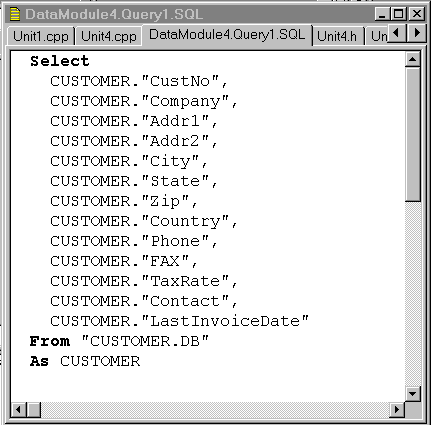 DataModule4.Query1.SQL
Unit1.cpp Unit4.cpp DataModule4.Query1.SQL Unit4.h
Select
CUSTOMER."CustNo",
CUSTOMER."Company",
CUSTOMER."Addr1",
CUSTOMER."Addr2",
CUSTOMER."City",
CUSTOMER."State",
CUSTOMER."Zip",
CUSTOMER."Country",
CUSTOMER."Phone",
CUSTOMER."FAX",
CUSTOMER."TaxRate",
CUSTOMER."Contact",
CUSTOMER."LastInvoiceDate"
From "CUSTOMER.DB"
As CUSTOMER